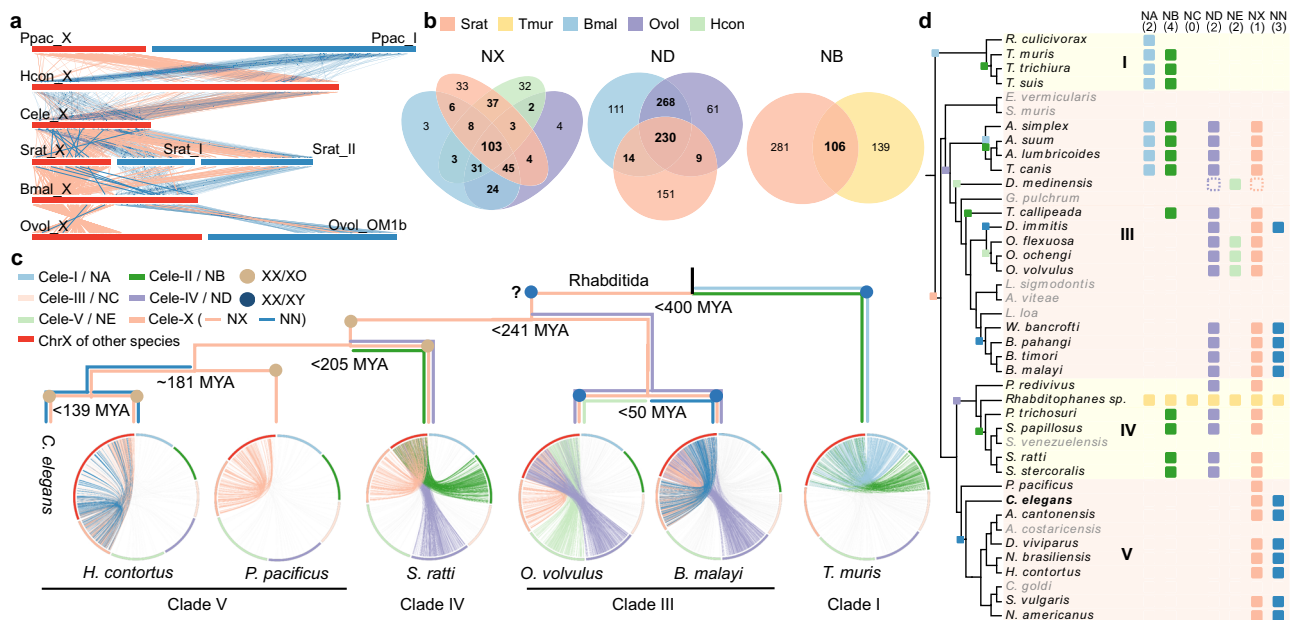 a
Ppac_X Ppac_I
Hcon_X
Cele_X
Srat_X Srat_I Srat_II
Bmal_X
Ovol_X Ovol_OM1b
b
Srat Tmur Bmal Ovol Hcon
NX ND NB
33 32
6 37 2
3 8 3 4
103
3 31 45 4
24
111 268 61
230
14 9
151
281 106 139
c
Cele-I / NA Cele-II / NB XX/XO
Cele-III / NC Cele-IV / ND XX/XY
Cele-V / NE Cele-X ( NX NN)
ChrX of other species
? Rhabditida
<400 MYA
<241 MYA
<205 MYA
~181 MYA
<139 MYA <50 MYA
C. elegans
H. contortus P. pacificus S. ratti O. volvulus B. malayi T. muris
Clade V Clade IV Clade III Clade I
d
NA NB NC ND NE NX NN
(2) (4) (0) (2) (2) (1) (3)
R. culicivorax
T. muris
T. trichiura
T. suis
I
E. vermicularis
S. muris
A. simplex
A. suum
A. lumbricoides
T. canis
D. medinensis
G. pulchrum
T. callipeada
D. immitis
O. flexuosa
O. ochengi
O. volvulus
L. sigmodontis
A. viteae
L. loa
W. bancrofti
B. pahangi
B. timori
B. malayi
III
P. redivivus
Rhabditophanes sp.
P. trichosuri
S. papillosus
S. venezuelensis
S. ratti
S. stercoralis
IV
P. pacificus
C. elegans
A. cantonensis
A. costaricensis
D. viviparus
N. brasiliensis
H. contortus
C. goldi
S. vulgaris
N. americanus
V